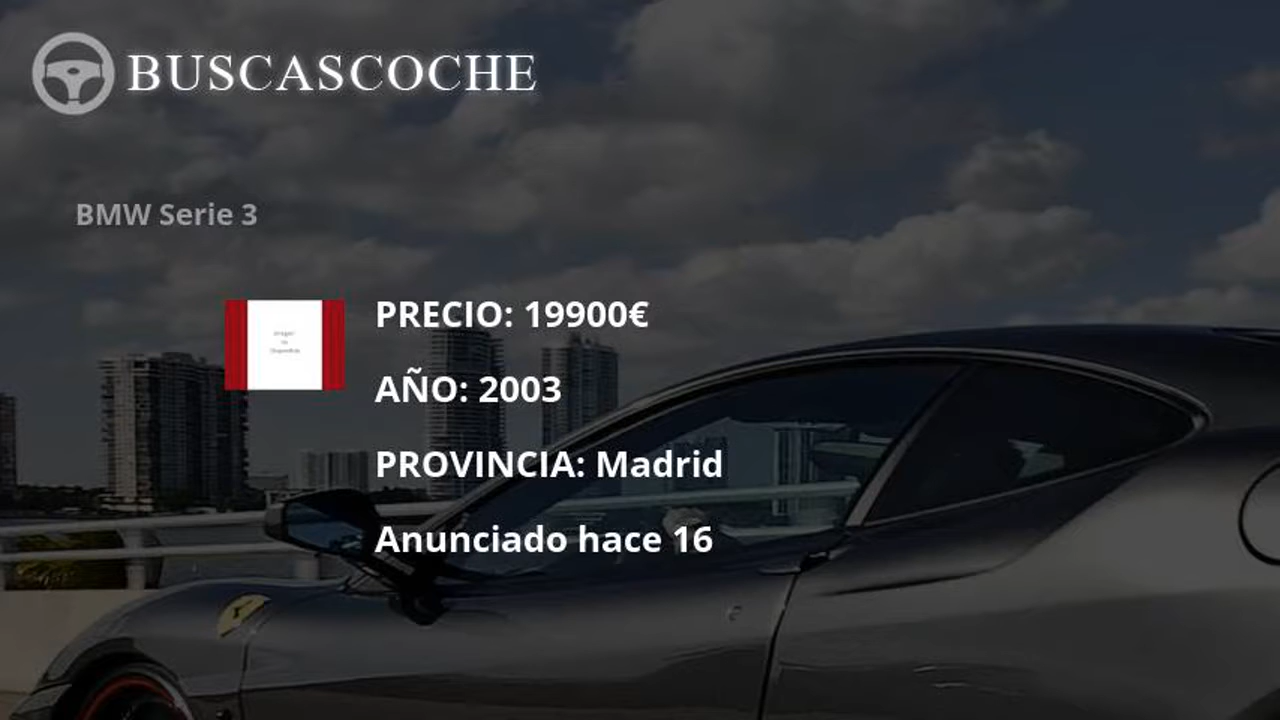 BUSCASCOCHE
BMW Serie 3
PRECIO: 19900€
AÑO: 2003
PROVINCIA: Madrid
Anunciado hace 16